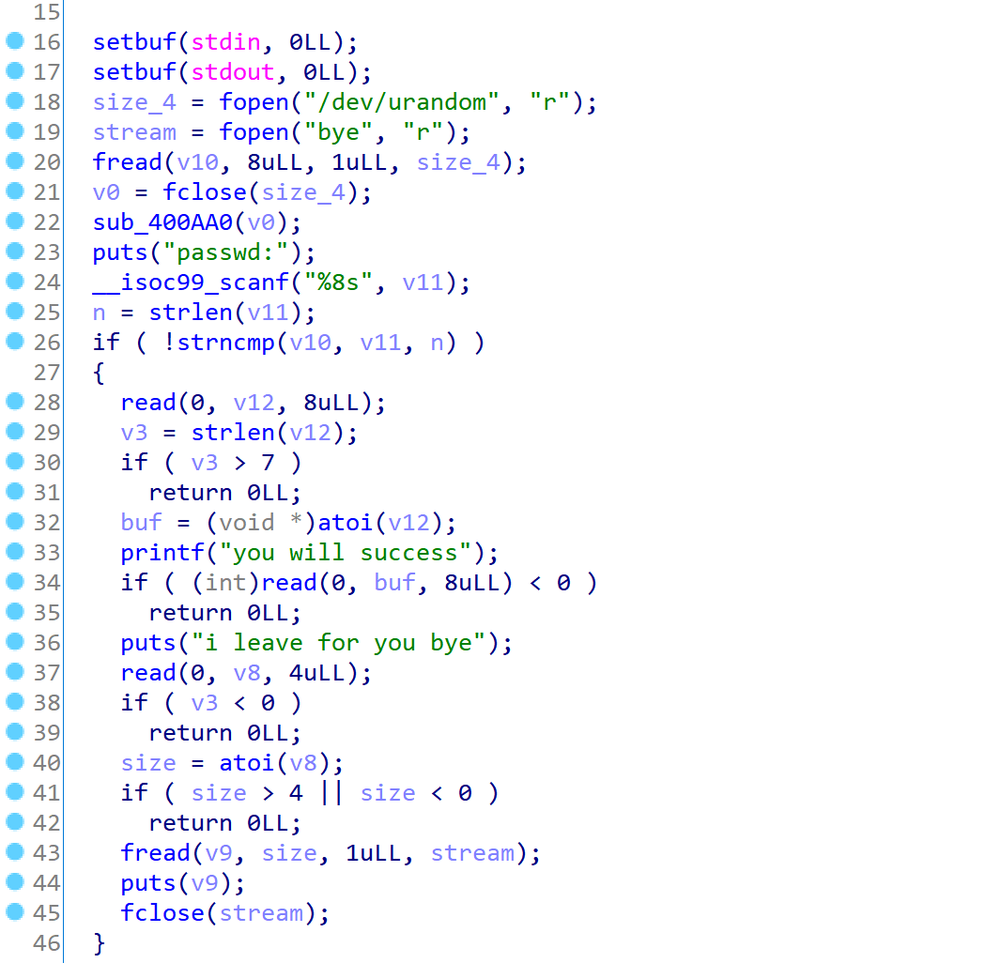 15
16 setbuf(stdin, 0LL);
17 setbuf(stdout, 0LL);
18 size_4 = fopen("/dev/urandom", "r");
19 stream = fopen("bye", "r");
20 fread(v10, 8uLL, 1uLL, size_4);
21 v0 = fclose(size_4);
22 sub_400AA0(v0);
23 puts("passwd:");
24 __isoc99_scanf("%8s", v11);
25 n = strlen(v11);
26 if ( !strncmp(v10, v11, n) )
27 {
28 read(0, v12, 8uLL);
29 v3 = strlen(v12);
30 if ( v3 > 7 )
31 return 0LL;
32 buf = (void *)atoi(v12);
33 printf("you will success");
34 if ( (int)read(0, buf, 8uLL) < 0 )
35 return 0LL;
36 puts("i leave for you bye");
37 read(0, v8, 4uLL);
38 if ( v3 < 0 )
39 return 0LL;
40 size = atoi(v8);
41 if ( size > 4 || size < 0 )
42 return 0LL;
43 fread(v9, size, 1uLL, stream);
44 puts(v9);
45 fclose(stream);
46 }